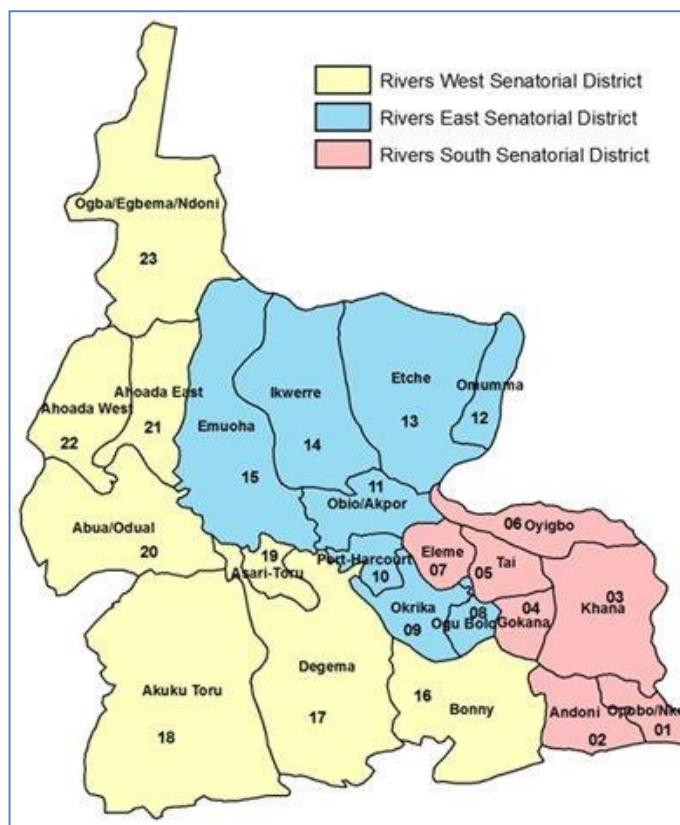 Rivers West Senatorial District
Rivers East Senatorial District
Rivers South Senatorial District
Ogba/Egbema/Ndoni
23
Ahoada East
21
Ahoada West
22
Emuoha
15
Ikwerre
14
Etche
13
Omumma
12
11
Obio/Akpor
Abua/Odual
20
19
Asari-Toru
Port-Harcourt
10
Eleme
07
06 Oyigbo
Tai
05
03
Khana
04
Gokana
08
Okrika
09
Degema
17
Akuku Toru
18
16
Bonny
Andoni
02
01